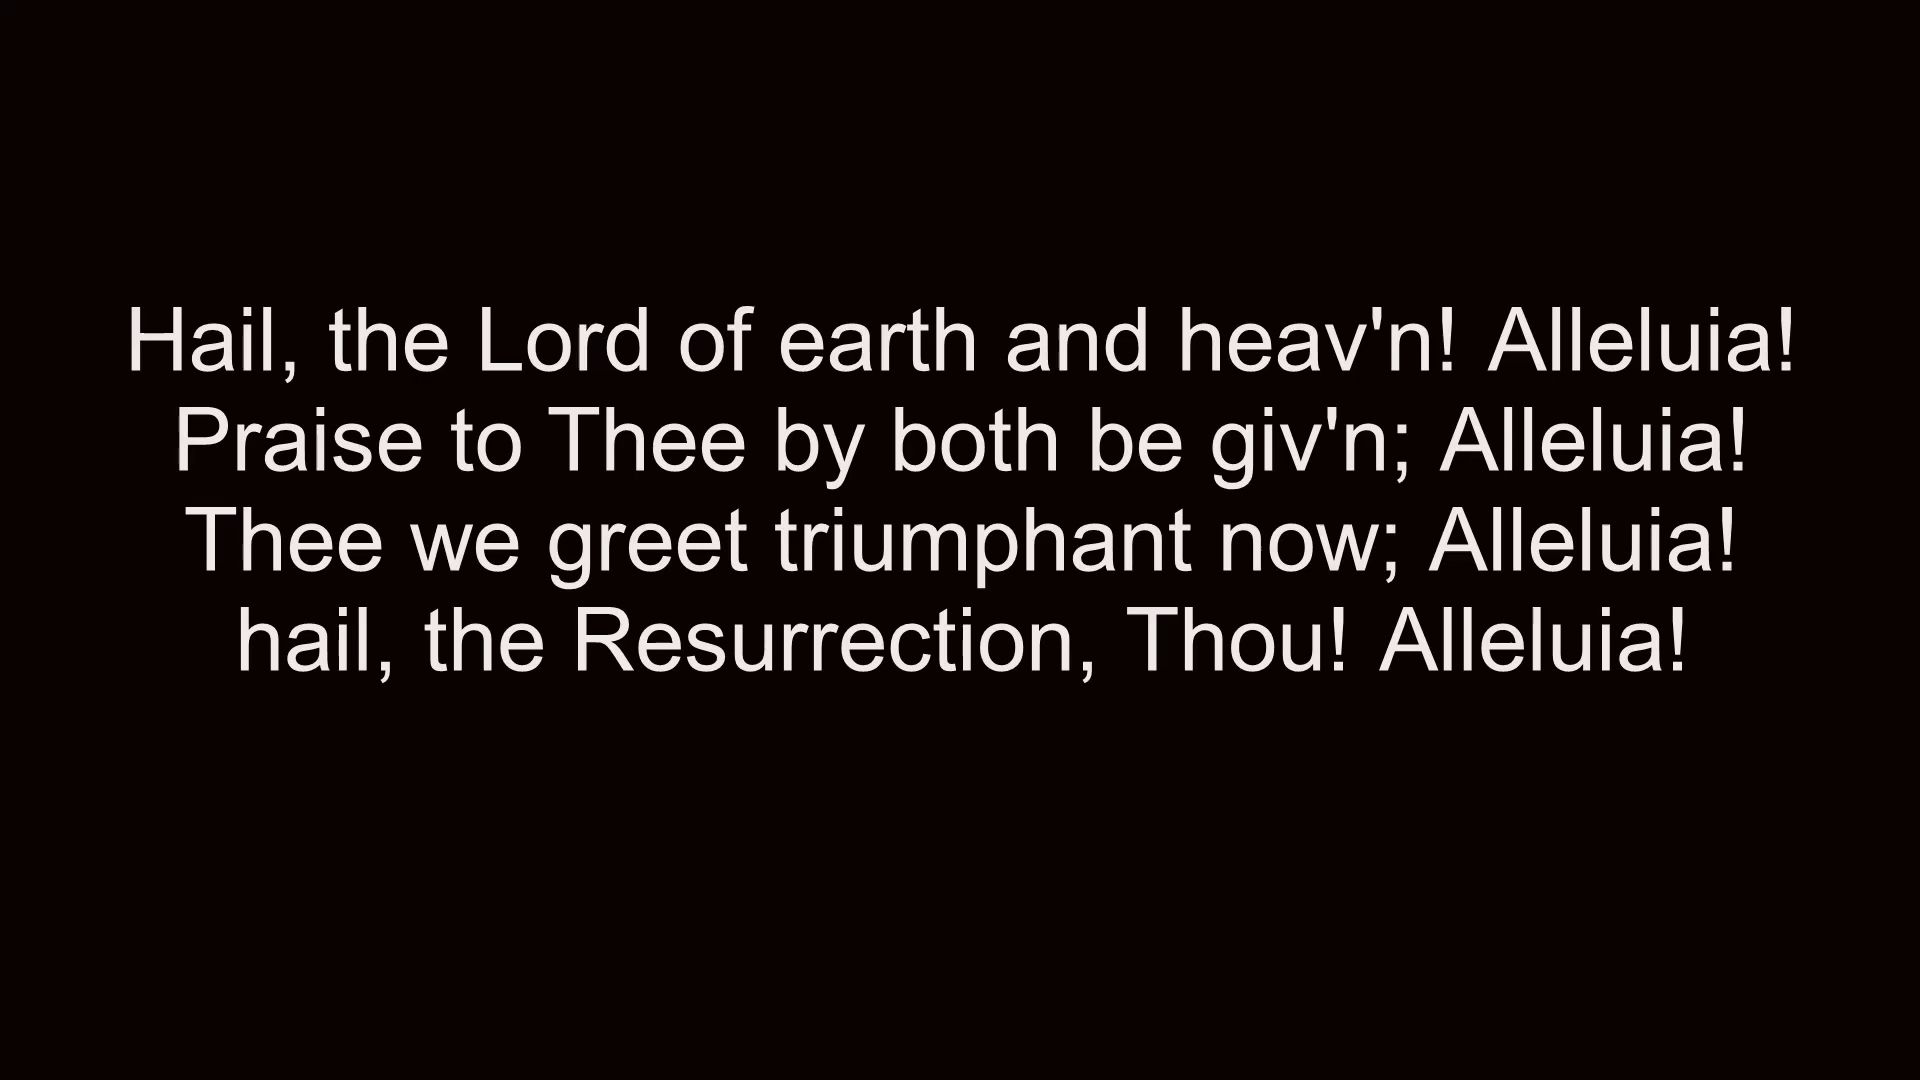 Hail, the Lord of earth and heav'n! Alleluia!
Praise to Thee by both be giv'n; Alleluia!
Thee we greet triumphant now; Alleluia!
hail, the Resurrection, Thou! Alleluia!